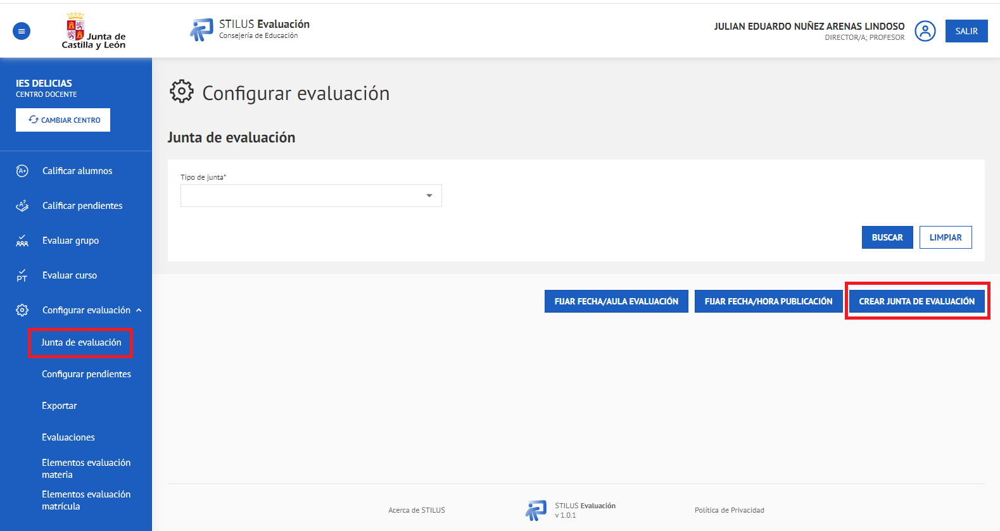 Junta de
Castilla y León
STILUS Evaluación
Consejería de Educación
JULIAN EDUARDO NUÑEZ ARENAS LINDOSO
DIRECTOR/A; PROFESOR
SALIR
IES DELICIAS
CENTRO DOCENTE
CAMBIAR CENTRO
Calificar alumnos
Calificar pendientes
Evaluar grupo
PT
Evaluar curso
Configurar evaluación
Junta de evaluación
Configurar pendientes
Exportar
Evaluaciones
Elementos evaluación
materia
Elementos evaluación
matrícula
Configurar evaluación
Junta de evaluación
Tipo de junta*
BUSCAR
LIMPIAR
FIJAR FECHA/AULA EVALUACIÓN
FIJAR FECHA/HORA PUBLICACIÓN
CREAR JUNTA DE EVALUACIÓN
Acerca de STILUS
STILUS Evaluación
v 1.0.1
Política de Privacidad